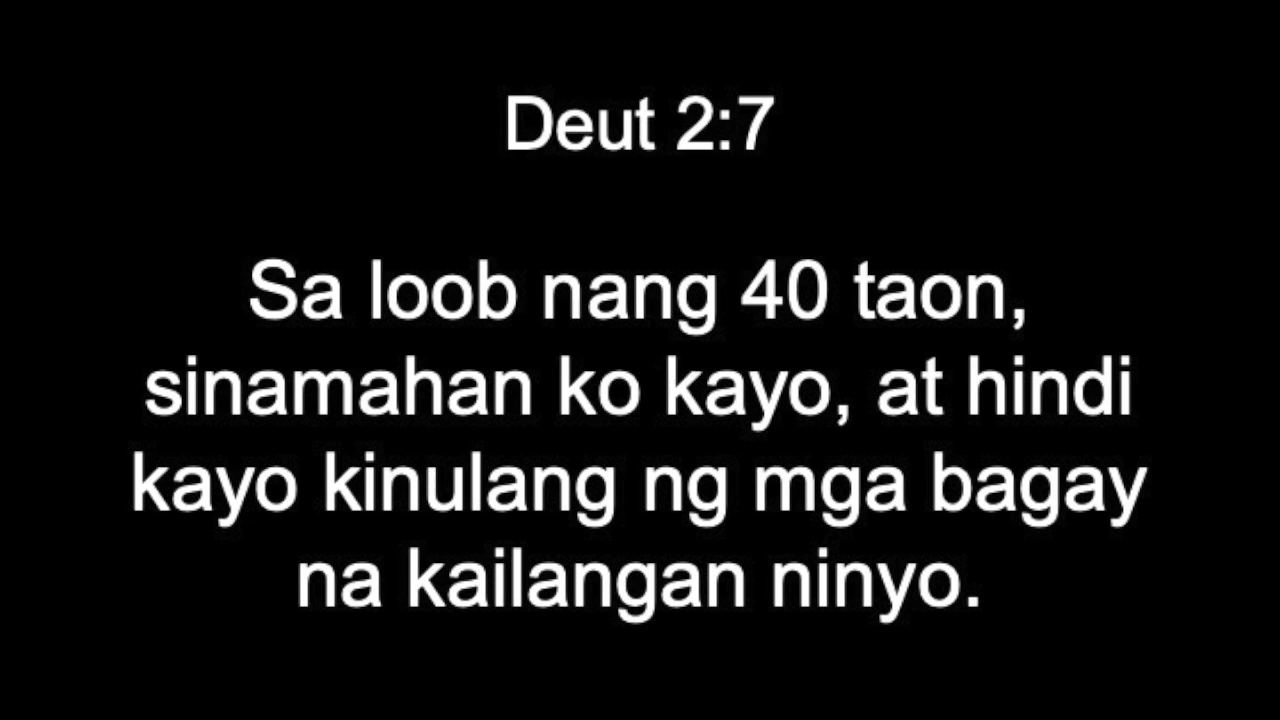 Deut 2:7
Sa loob nang 40 taon,
sinamahan ko kayo, at hindi
kayo kinulang ng mga bagay
na kailangan ninyo.